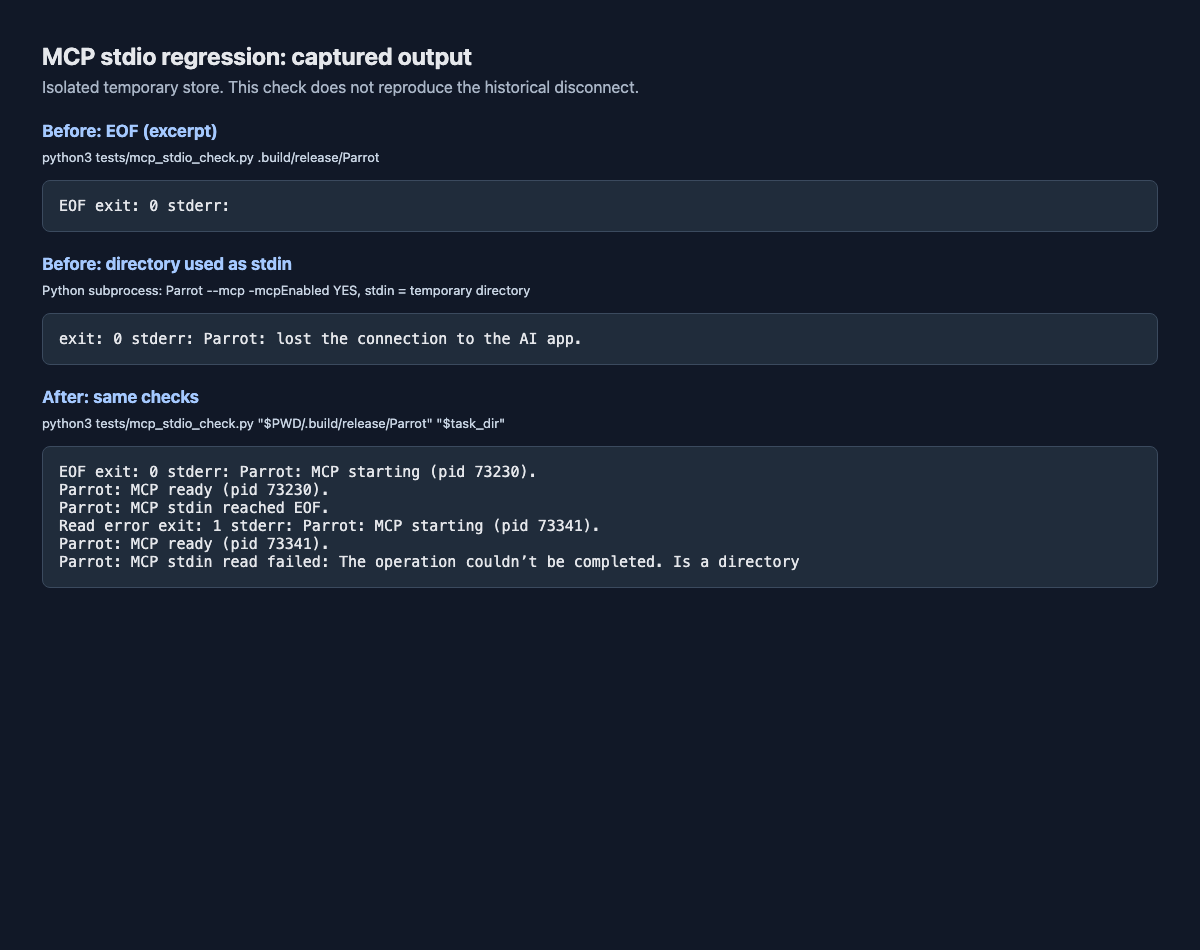 MCP stdio regression: captured output
Isolated temporary store. This check does not reproduce the historical disconnect.
Before: EOF (excerpt)
python3 tests/mcp_stdio_check.py .build/release/Parrot
EOF exit: 0 stderr:
Before: directory used as stdin
Python subprocess: Parrot --mcp -mcpEnabled YES, stdin = temporary directory
exit: 0 stderr: Parrot: lost the connection to the AI app.
After: same checks
python3 tests/mcp_stdio_check.py "$PWD/.build/release/Parrot" "$task_dir"
EOF exit: 0 stderr: Parrot: MCP starting (pid 73230).
Parrot: MCP ready (pid 73230).
Parrot: MCP stdin reached EOF.
Read error exit: 1 stderr: Parrot: MCP starting (pid 73341).
Parrot: MCP ready (pid 73341).
Parrot: MCP stdin read failed: The operation couldn’t be completed. Is a directory